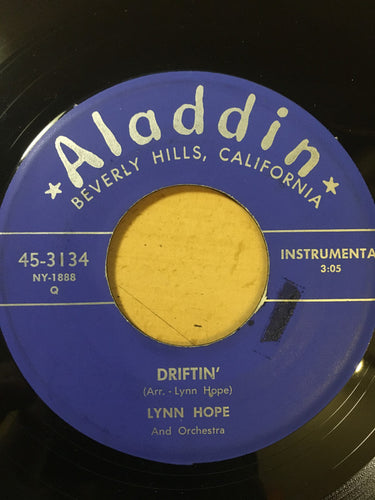 ★Aladdin★
BEVERLY HILLS, CALIFORNIA
45-3134
NY-1888
Q
INSTRUMENTA
3:05
DRIFTIN'
(Arr. - Lynn Hope)
LYNN HOPE
And Orchestra